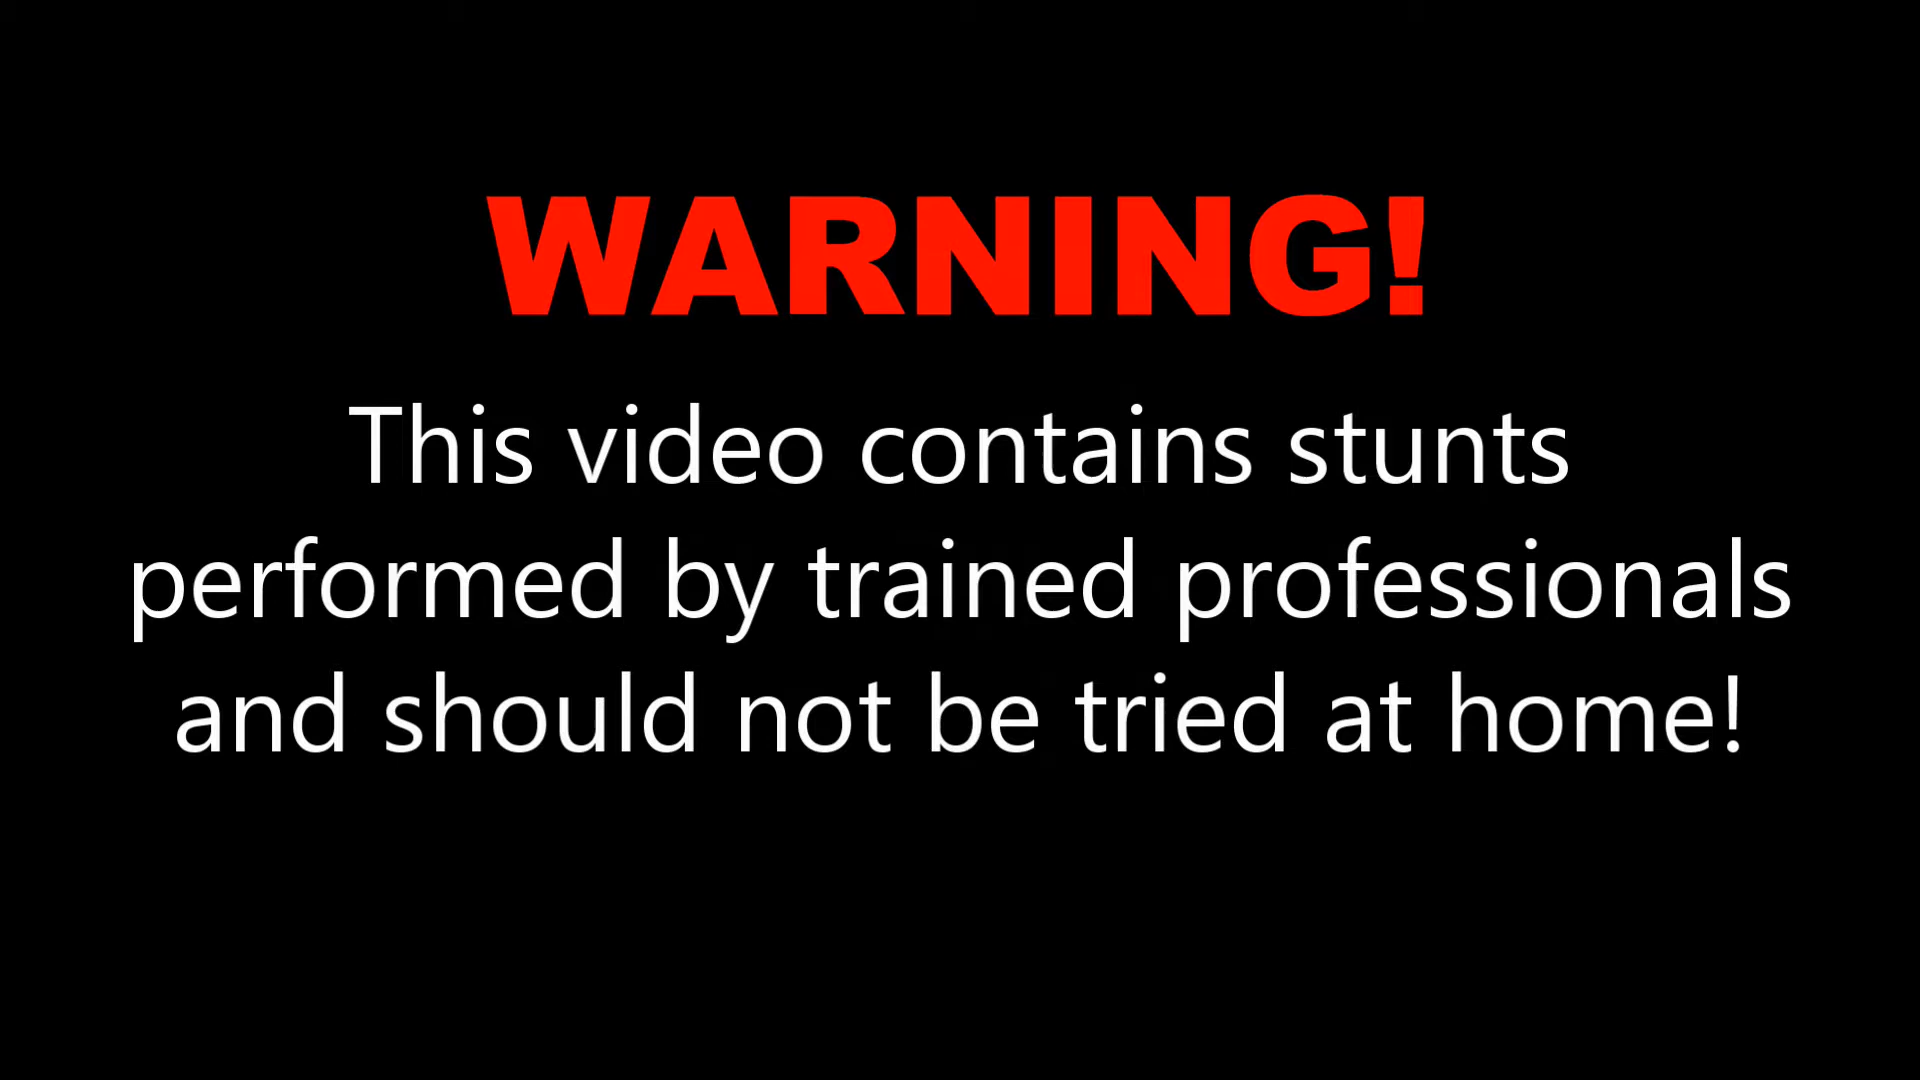 WARNING!
This video contains stunts
performed by trained professionals
and should not be tried at home!